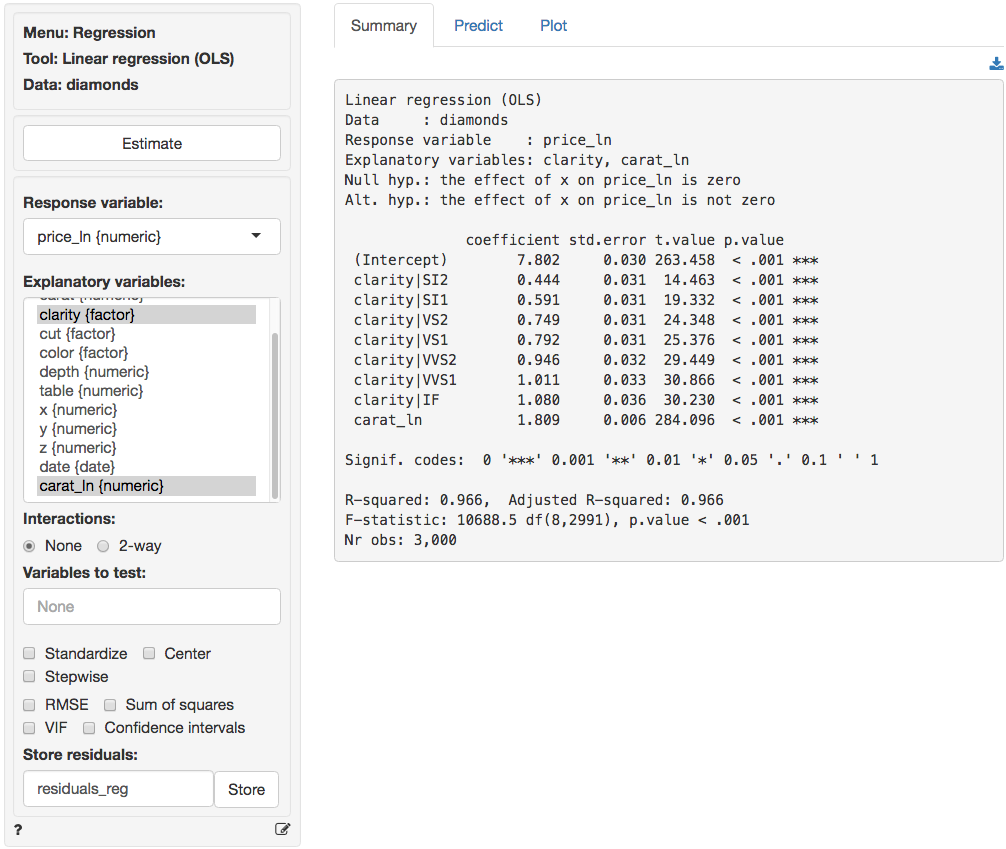 Menu: Regression
Tool: Linear regression (OLS)
Data: diamonds
Estimate
Response variable:
price_ln {numeric}
Explanatory variables:
carat {numeric}
clarity {factor}
cut {factor}
color {factor}
depth {numeric}
table {numeric}
x {numeric}
y {numeric}
z {numeric}
date {date}
carat_ln {numeric}
Interactions:
None 2-way
Variables to test:
None
Standardize Center
Stepwise
RMSE Sum of squares
VIF Confidence intervals
Store residuals:
residuals_reg Store
?
Summary Predict Plot
Linear regression (OLS)
Data     : diamonds
Response variable    : price_ln
Explanatory variables: clarity, carat_ln
Null hyp.: the effect of x on price_ln is zero
Alt. hyp.: the effect of x on price_ln is not zero
coefficient std.error t.value p.value
(Intercept)        7.802     0.030 263.458  < .001 ***
clarity|SI2        0.444     0.031  14.463  < .001 ***
clarity|SI1        0.591     0.031  19.332  < .001 ***
clarity|VS2        0.749     0.031  24.348  < .001 ***
clarity|VS1        0.792     0.031  25.376  < .001 ***
clarity|VVS2       0.946     0.032  29.449  < .001 ***
clarity|VVS1       1.011     0.033  30.866  < .001 ***
clarity|IF         1.080     0.036  30.230  < .001 ***
carat_ln           1.809     0.006 284.096  < .001 ***
Signif. codes:  0 '***' 0.001 '**' 0.01 '*' 0.05 '.' 0.1 ' ' 1
R-squared: 0.966,  Adjusted R-squared: 0.966
F-statistic: 10688.5 df(8,2991), p.value < .001
Nr obs: 3,000